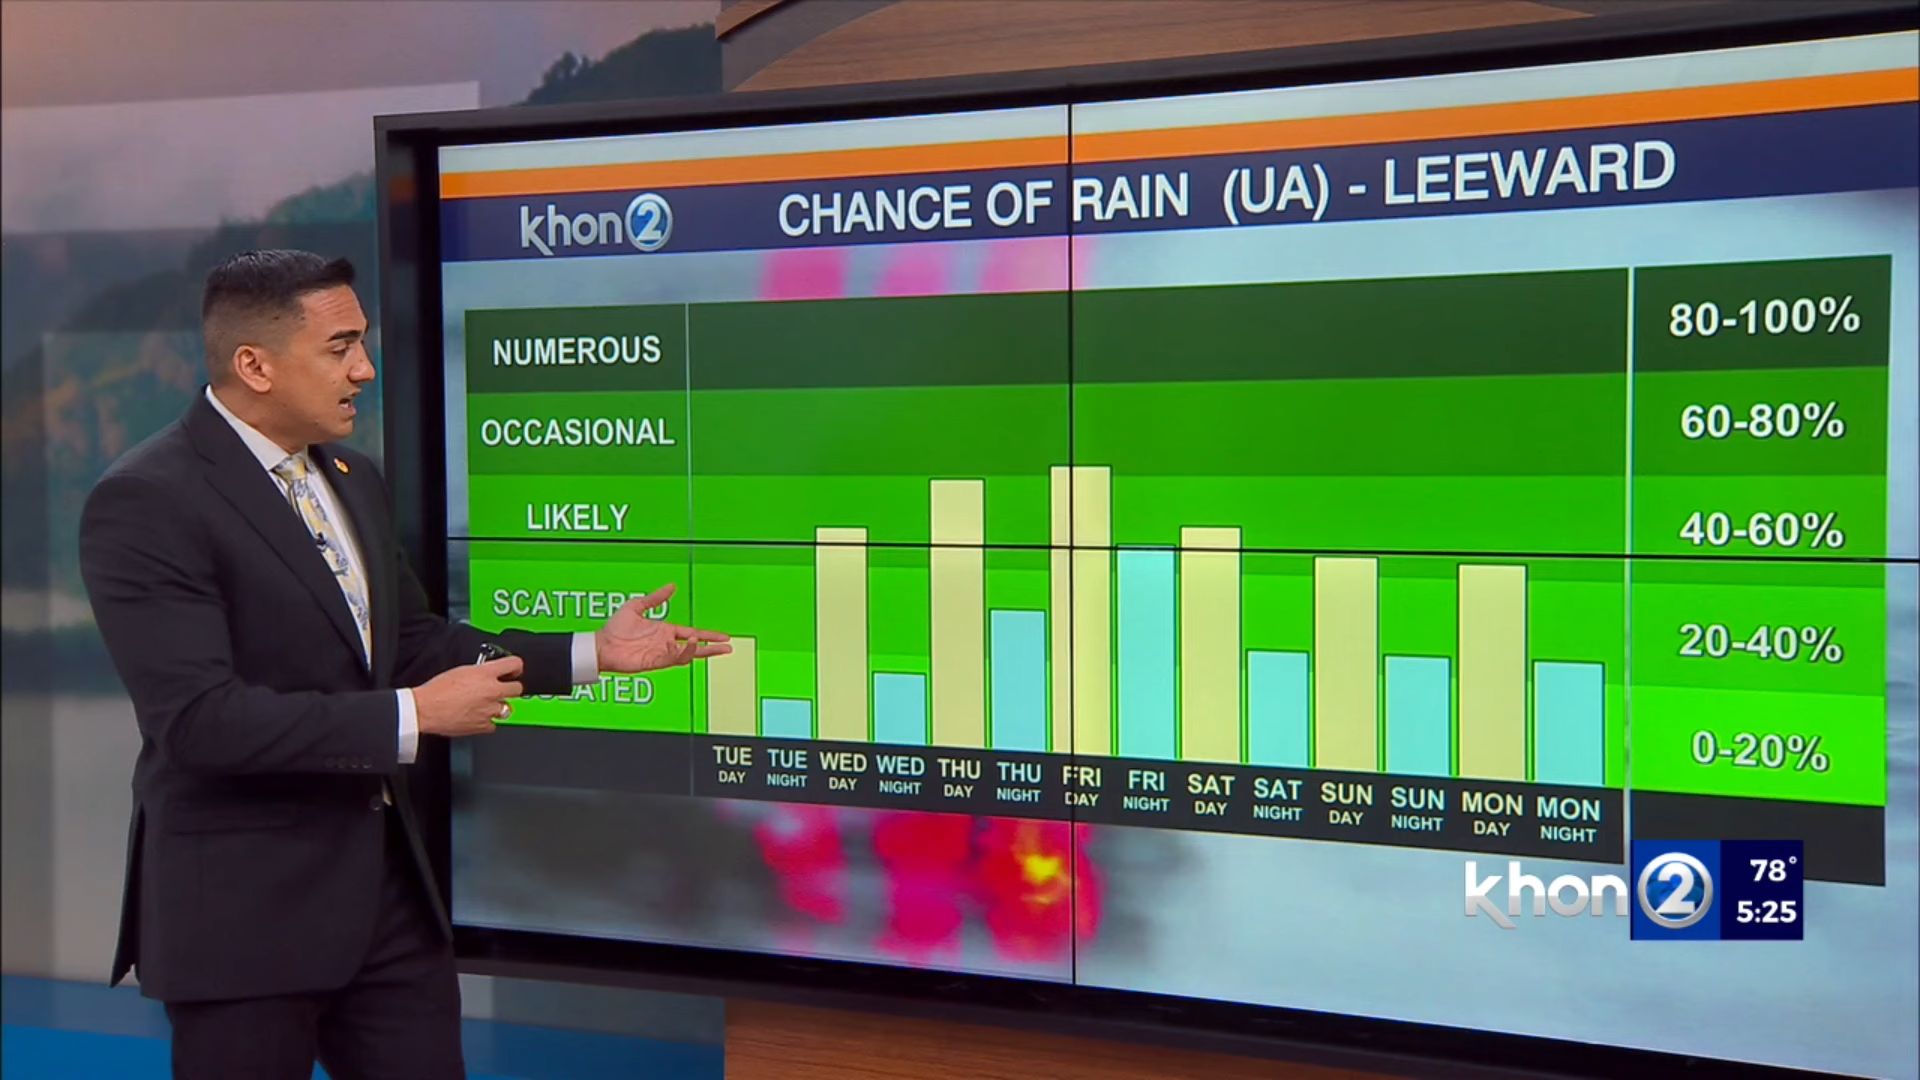 khon2
CHANCE OF RAIN (UA) - LEEWARD
NUMEROUS
80-100%
OCCASIONAL
60-80%
LIKELY
40-60%
SCATTERED
20-40%
0-20%
TUE TUE WED WED THU THU FRI FRI SAT SAT SUN SUN MON MON
DAY NIGHT DAY NIGHT DAY NIGHT DAY NIGHT DAY NIGHT DAY NIGHT DAY NIGHT
khon2
78°
5:25